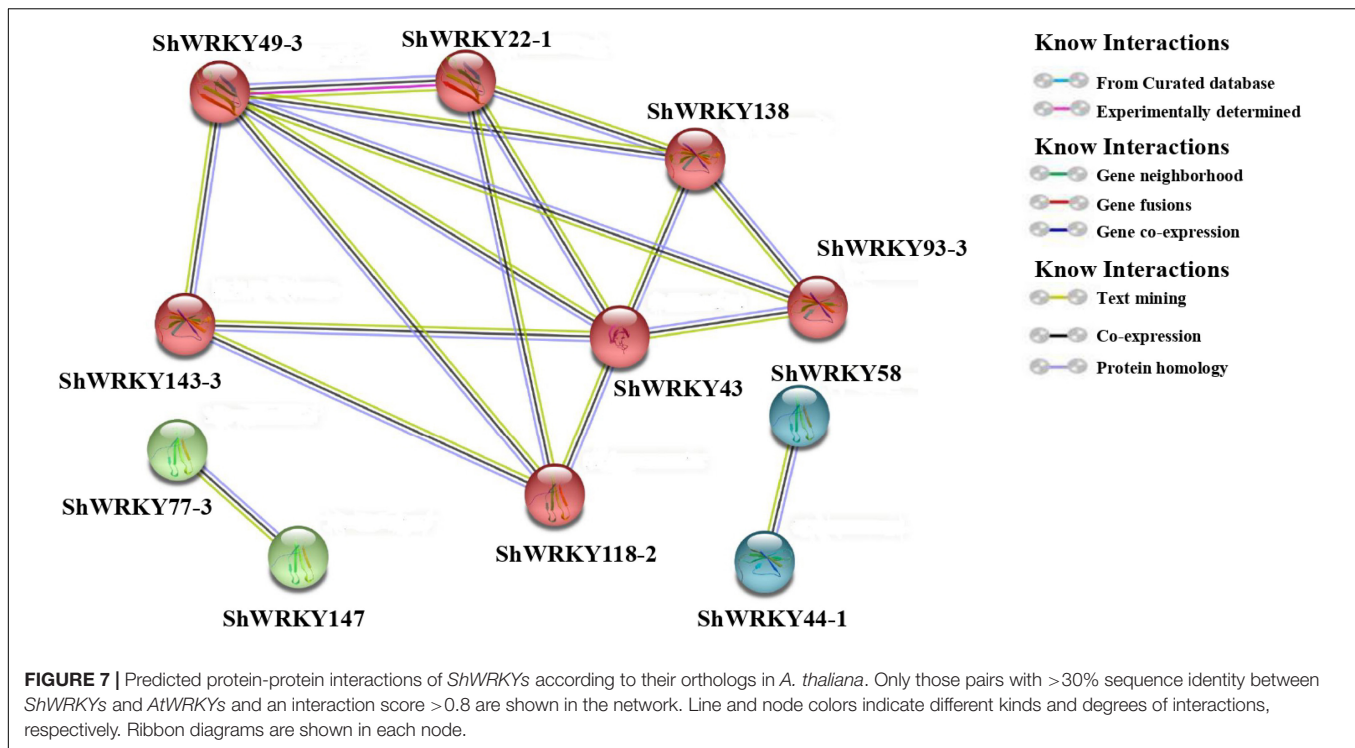 ShWRKY49-3
ShWRKY22-1
ShWRKY138
ShWRKY93-3
ShWRKY143-3
ShWRKY43
ShWRKY58
ShWRKY77-3
ShWRKY118-2
ShWRKY147
ShWRKY44-1
Know Interactions
From Curated database
Experimentally determined
Know Interactions
Gene neighborhood
Gene fusions
Gene co-expression
Know Interactions
Text mining
Co-expression
Protein homology
FIGURE 7 | Predicted protein-protein interactions of ShWRKYs according to their orthologs in A. thaliana. Only those pairs with >30% sequence identity between
ShWRKYs and AtWRKYs and an interaction score >0.8 are shown in the network. Line and node colors indicate different kinds and degrees of interactions,
respectively. Ribbon diagrams are shown in each node.